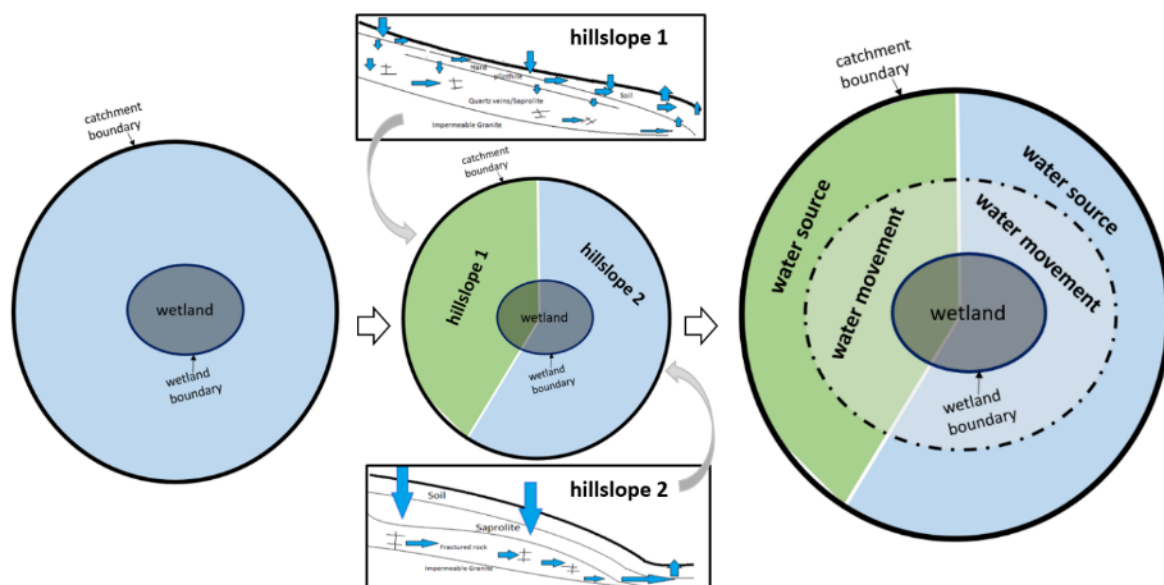 catchment
boundary
wetland
wetland
boundary
hillslope 1
Hard
plinthite
Soil
Quartz veins/Saprolite
Impermeable Granite
catchment
boundary
hillslope 1
hillslope 2
wetland
wetland
boundary
hillslope 2
Soil
Saprolite
Fractured rock
Impermeable Granite
catchment
boundary
water source
water movement
water source
water movement
wetland
wetland
boundary